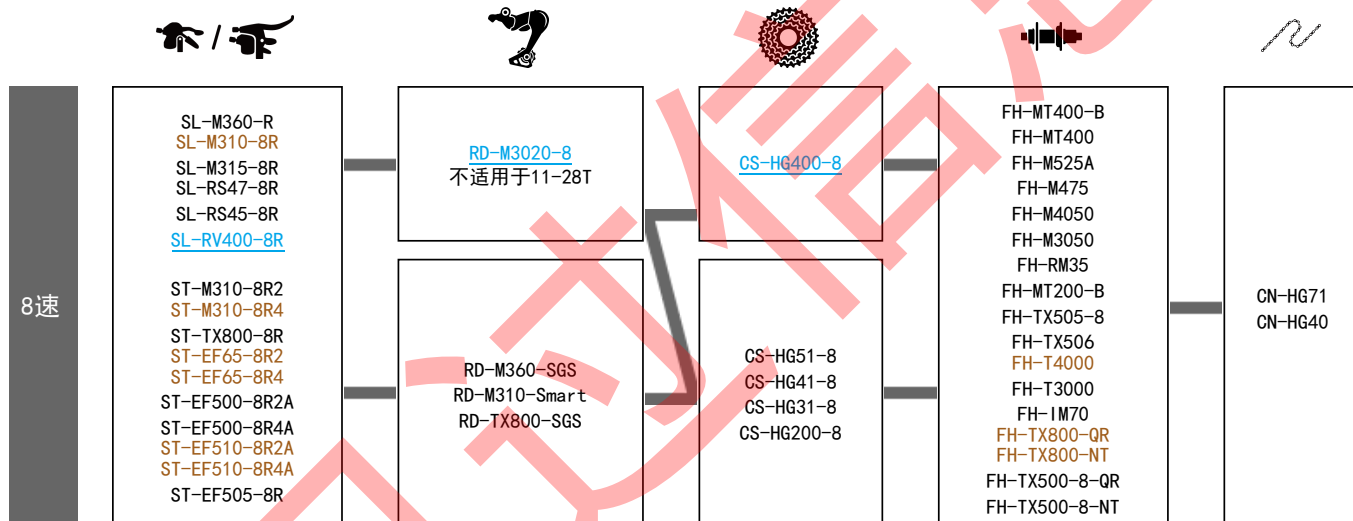 8速
SL-M360-R
SL-M310-8R
SL-M315-8R
SL-RS47-8R
SL-RS45-8R
SL-RV400-8R
ST-M310-8R2
ST-M310-8R4
ST-TX800-8R
ST-EF65-8R2
ST-EF65-8R4
ST-EF500-8R2A
ST-EF500-8R4A
ST-EF510-8R2A
ST-EF510-8R4A
ST-EF505-8R
RD-M3020-8
不适用于11-28T
RD-M360-SGS
RD-M310-Smart
RD-TX800-SGS
CS-HG400-8
CS-HG51-8
CS-HG41-8
CS-HG31-8
CS-HG200-8
FH-MT400-B
FH-MT400
FH-M525A
FH-M475
FH-M4050
FH-M3050
FH-RM35
FH-MT200-B
FH-TX505-8
FH-TX506
FH-T4000
FH-T3000
FH-IM70
FH-TX800-QR
FH-TX800-NT
FH-TX500-8-QR
FH-TX500-8-NT
CN-HG71
CN-HG40